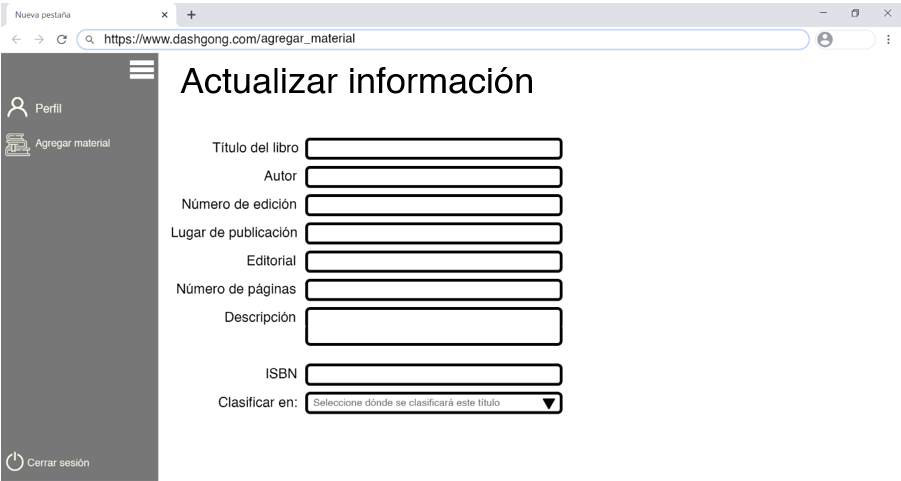 Nueva pestaña
https://www.dashgong.com/agregar_material
Perfil
Agregar material
Cerrar sesión
Actualizar información
Título del libro
Autor
Número de edición
Lugar de publicación
Editorial
Número de páginas
Descripción
ISBN
Clasificar en: Seleccione dónde se clasificará este título